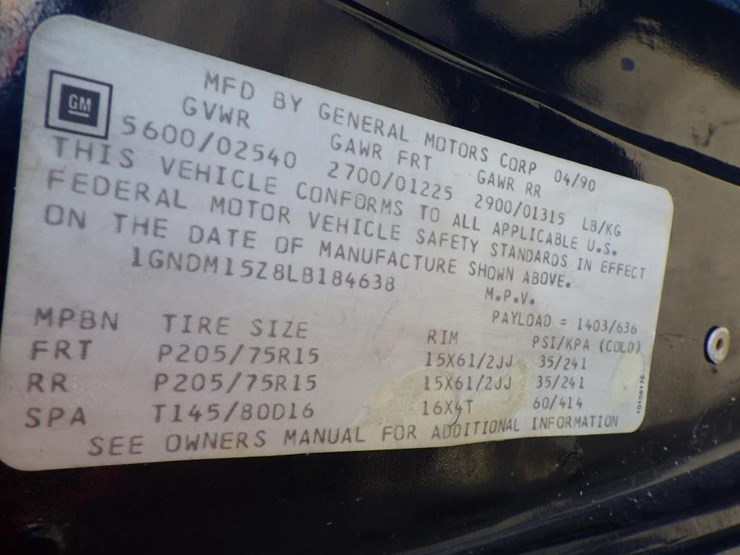 GM
MFD BY GENERAL MOTORS CORP 04/90
GVWR GAWR FRT GAWR RR
5600/02540 2700/01225 2900/01315 LB/KG
THIS VEHICLE CONFORMS TO ALL APPLICABLE U.S.
FEDERAL MOTOR VEHICLE SAFETY STANDARDS IN EFFECT
ON THE DATE OF MANUFACTURE SHOWN ABOVE.
1GNDM15Z8LB184638 M.P.V.
PAYLOAD = 1403/636
MPBN TIRE SIZE RIM PSI/KPA (COLD)
FRT P205/75R15 15X61/2JJ 35/241
RR P205/75R15 15X61/2JJ 35/241
SPA T145/80D16 16X4T 60/414
SEE OWNERS MANUAL FOR ADDITIONAL INFORMATION